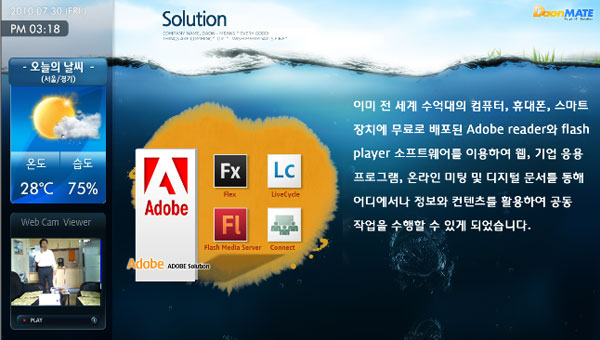 2010 07 30 (FRI)
PM 03:18
Solution
DoonMATE
- 오늘의 날씨 -
(서울/경기)
온도
습도
28℃
75%
Web Cam Viewer
PLAY
Adobe
Fx
Flex
Lc
LiveCycle
Fl
Flash Media Server
Connect
Adobe ADOBE Solution
이미 전 세계 수억대의 컴퓨터, 휴대폰, 스마트
장치에 무료로 배포된 Adobe reader와 flash
player 소프트웨어를 이용하여 웹, 기업 응용
프로그램, 온라인 미팅 및 디지털 문서를 통해
어디에서나 정보와 컨텐츠를 활용하여 공동
작업을 수행할 수 있게 되었습니다.